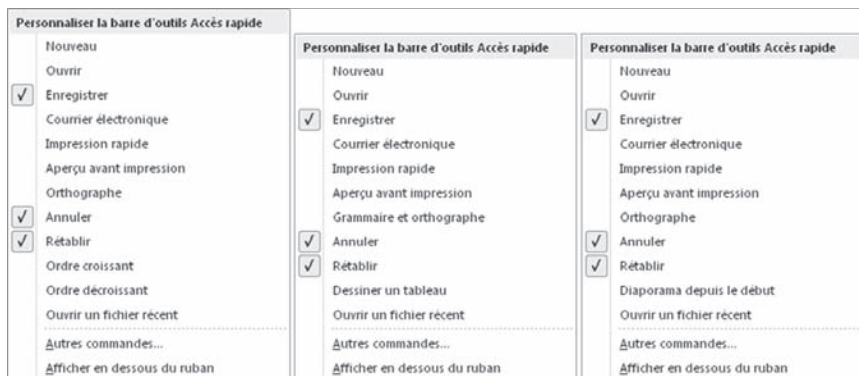 Personnaliser la barre d'outils Accès rapide
Nouveau
Ouvrir
Enregistrer
Courrier électronique
Impression rapide
Aperçu avant impression
Orthographe
Annuler
Rétablir
Ordre croissant
Ordre décroissant
Ouvrir un fichier récent
Autres commandes...
Afficher en dessous du ruban
Personnaliser la barre d'outils Accès rapide
Nouveau
Ouvrir
Enregistrer
Courrier électronique
Impression rapide
Aperçu avant impression
Grammaire et orthographe
Annuler
Rétablir
Dessiner un tableau
Ouvrir un fichier récent
Autres commandes...
Afficher en dessous du ruban
Personnaliser la barre d'outils Accès rapide
Nouveau
Ouvrir
Enregistrer
Courrier électronique
Impression rapide
Aperçu avant impression
Orthographe
Annuler
Rétablir
Diaporama depuis le début
Ouvrir un fichier récent
Autres commandes...
Afficher en dessous du ruban